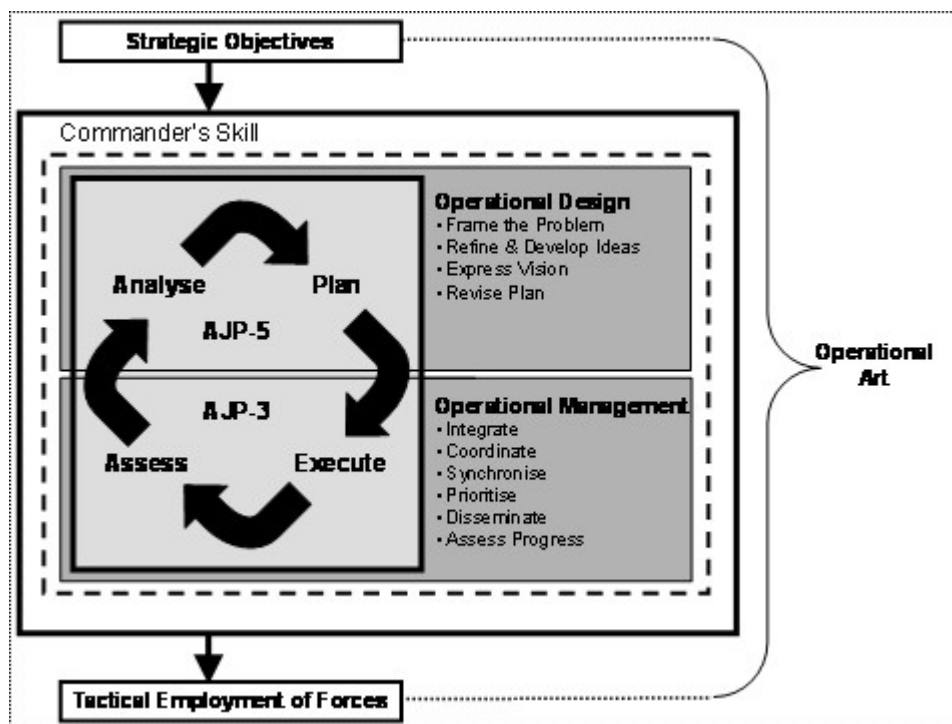 Strategic Objectives
Commander's Skill
Analyse
Plan
AJP-5
AJP-3
Assess
Execute
Operational Design
• Frame the Problem
• Refine & Develop Ideas
• Express Vision
• Revise Plan
Operational Management
• Integrate
• Coordinate
• Synchronise
• Prioritise
• Disseminate
• Assess Progress
Operational
Art
Tactical Employment of Forces